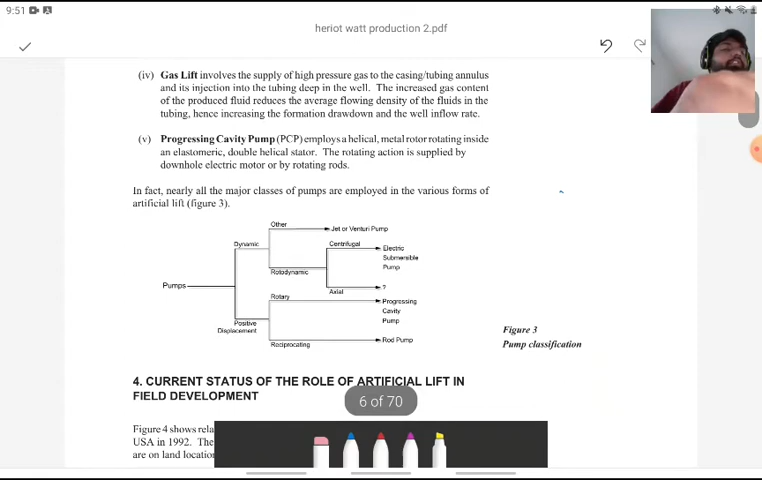 9:51
heriot watt production 2.pdf
(iv) Gas Lift involves the supply of high pressure gas to the casing/tubing annulus
and its injection into the tubing deep in the well. The increased gas content
of the produced fluid reduces the average flowing density of the fluids in the
tubing, hence increasing the formation drawdown and the well inflow rate.
(v) Progressing Cavity Pump (PCP) employs a helical, metal rotor rotating inside
an elastomeric, double helical stator. The rotating action is supplied by
downhole electric motor or by rotating rods.
In fact, nearly all the major classes of pumps are employed in the various forms of
artificial lift (figure 3).
Other
Jet or Venturi Pump
Dynamic
Centrifugal
Electric
Submersible
Pump
Rotodynamic
Pumps
Axial
?
Rotary
Progressing
Cavity
Pump
Positive
Displacement
Reciprocating
Rod Pump
Figure 3
Pump classification
4. CURRENT STATUS OF THE ROLE OF ARTIFICIAL LIFT IN
FIELD DEVELOPMENT
6 of 70
Figure 4 shows rela
USA in 1992. The
are on land location